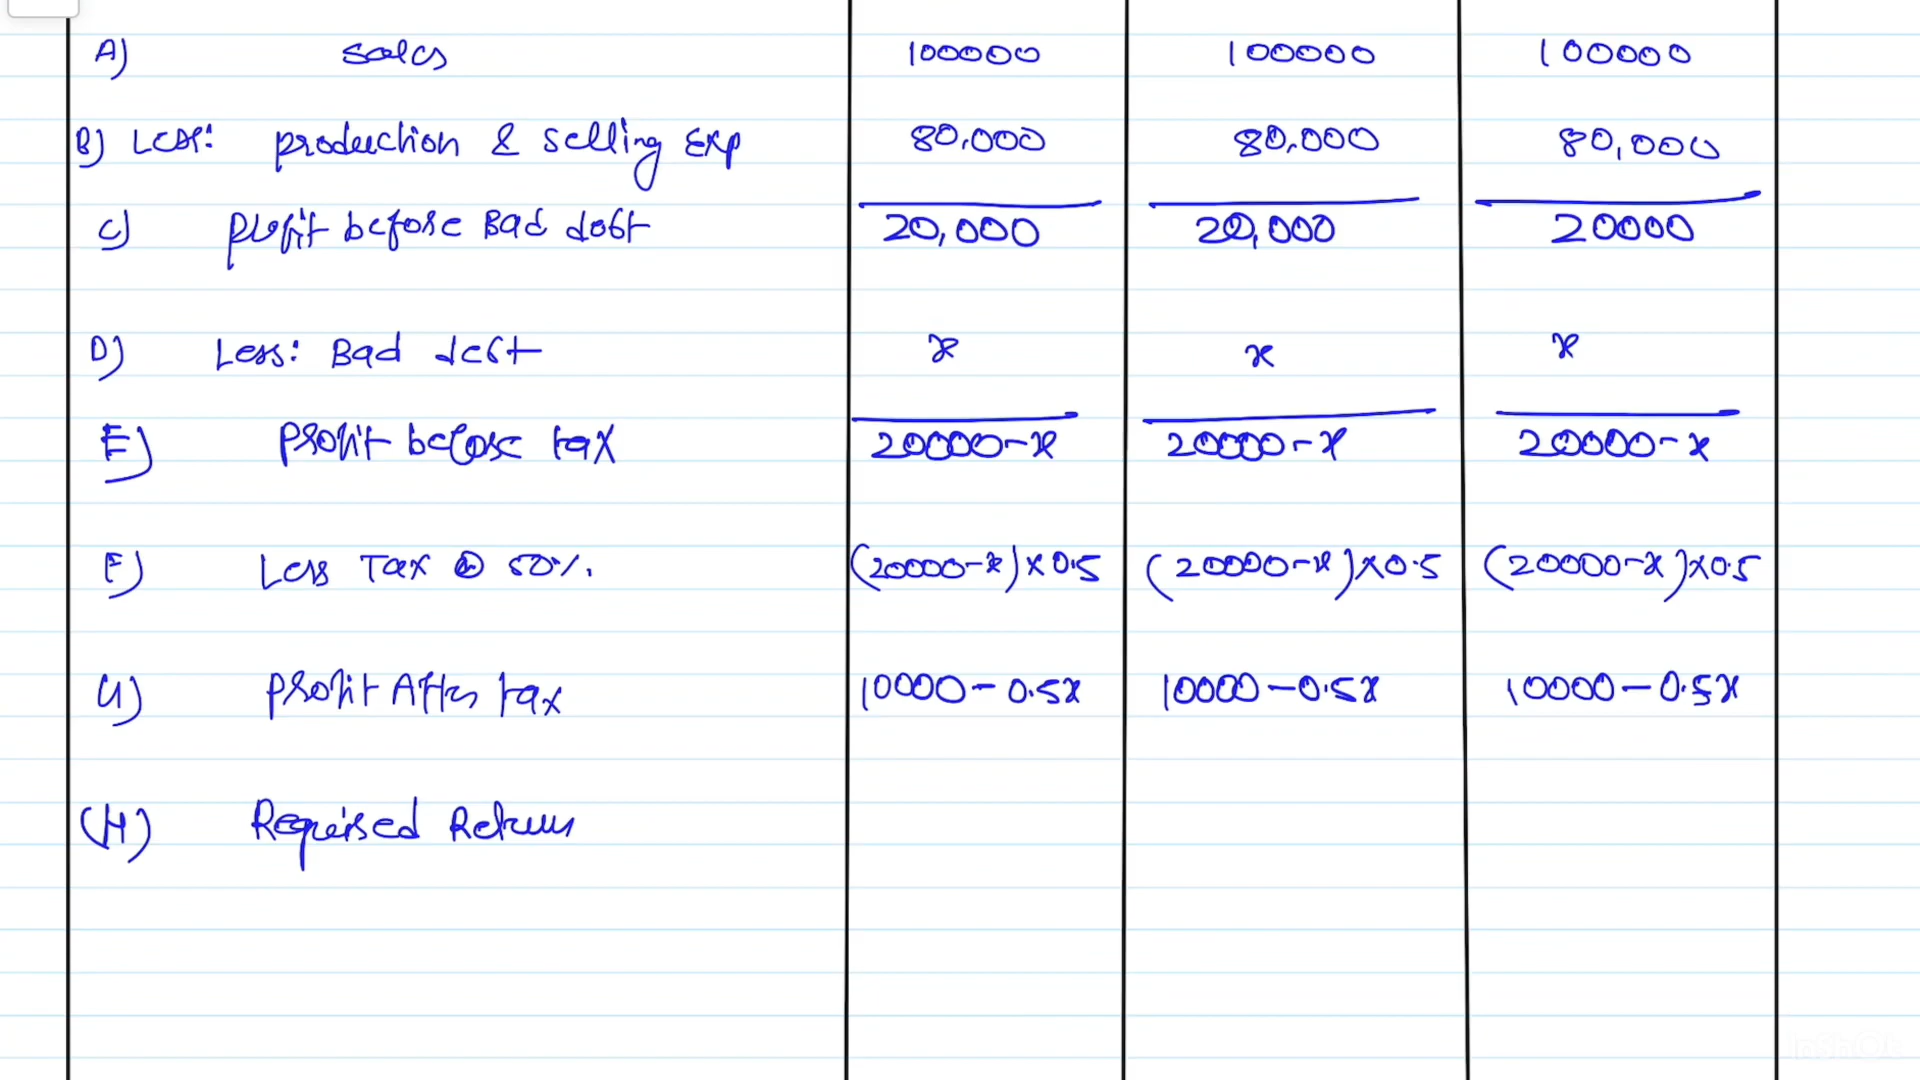 A) Sales 100000 100000 100000
B) Less: production & selling Exp 80,000 80,000 80,000
C) profit before Bad debt 20,000 20,000 20000
D) Less: Bad debt x x x
E) profit before tax 20000-x 20000-x 20000-x
F) Less Tax @ 50%. (20000-x)x0.5 (20000-x)x0.5 (20000-x)x0.5
G) profit After tax 10000-0.5x 10000-0.5x 10000-0.5x
(H) Required Return